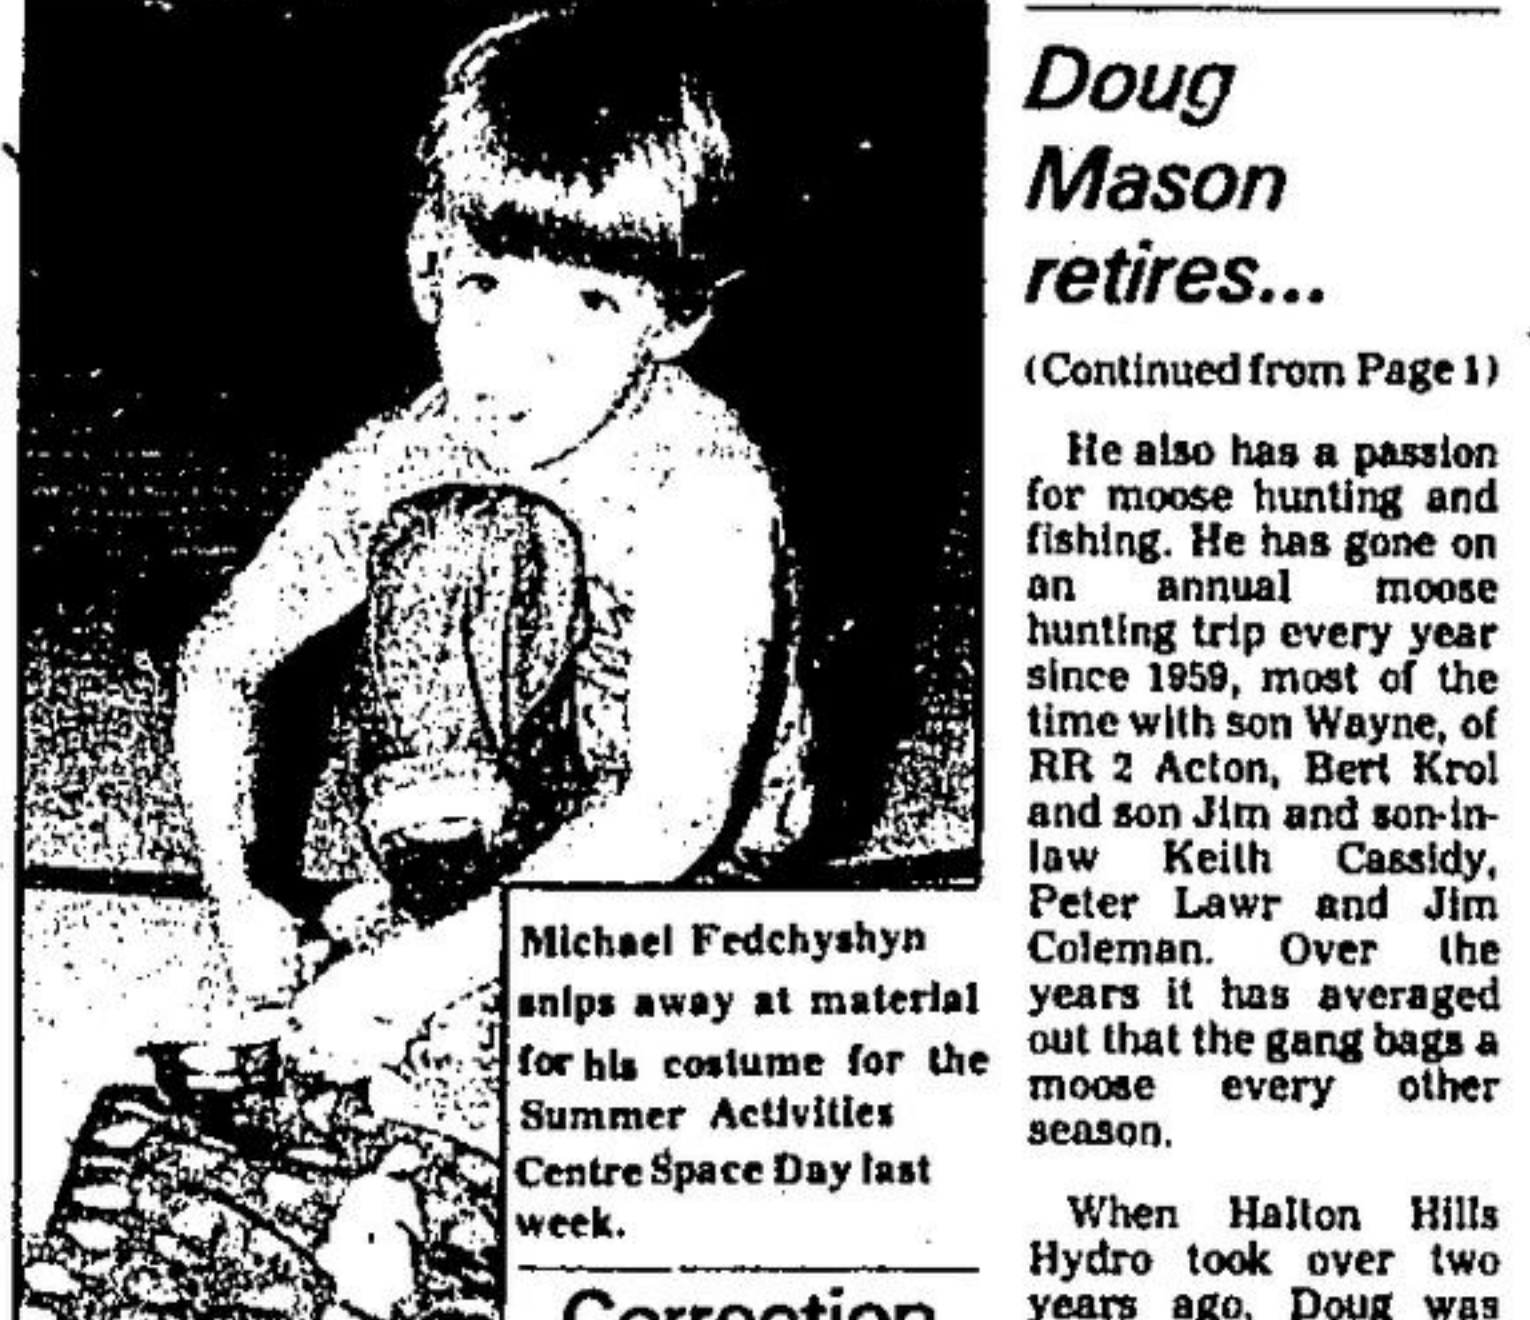 Michael Fedchyshyn
snips away at material
for his costume for the
Summer Activities
Centre Space Day last
week.
Correction
Doug
Mason
retires...
(Continued from Page 1)
He also has a passion
for moose hunting and
fishing. He has gone on
an annual moose
hunting trip every year
since 1959, most of the
time with son Wayne, of
RR 2 Acton, Bert Krol
and son Jim and son-in-
law Keith Cassidy,
Peter Lawr and Jim
Coleman. Over the
years it has averaged
out that the gang bags a
moose every other
season.
When Halton Hills
Hydro took over two
years ago, Doug was